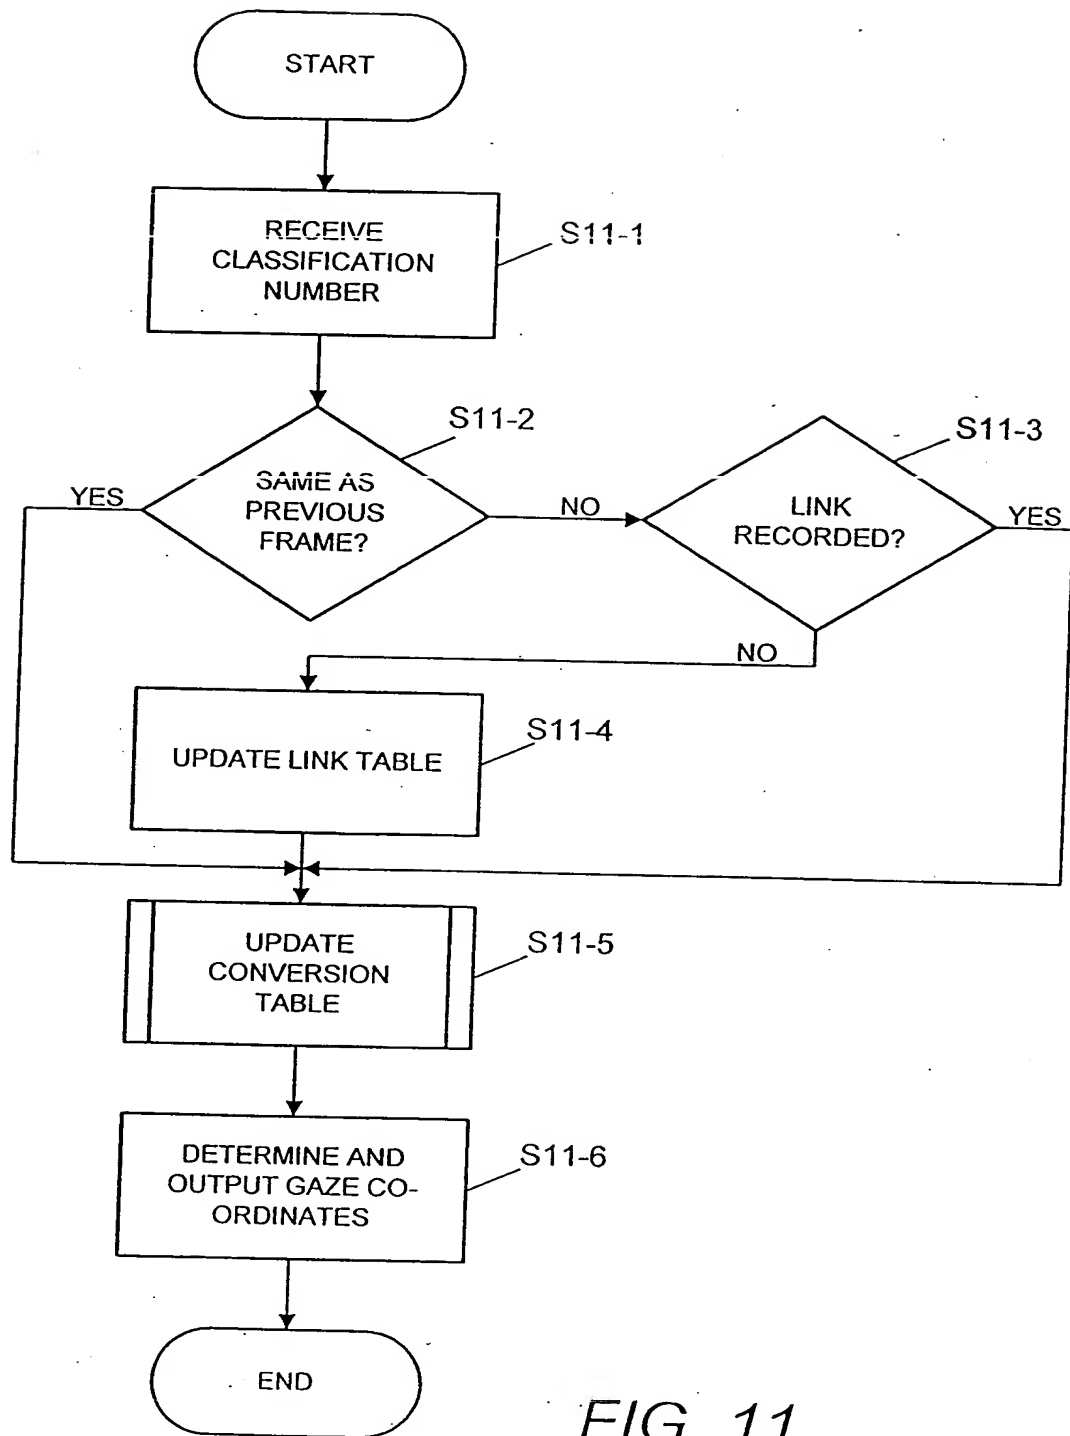 START
RECEIVE
CLASSIFICATION
NUMBER
S11-1
S11-2
S11-3
SAME AS
PREVIOUS
FRAME?
YES
NO
LINK
RECORDED?
YES
NO
UPDATE LINK TABLE
S11-4
UPDATE
CONVERSION
TABLE
S11-5
DETERMINE AND
OUTPUT GAZE CO-
ORDINATES
S11-6
END
FIG. 11